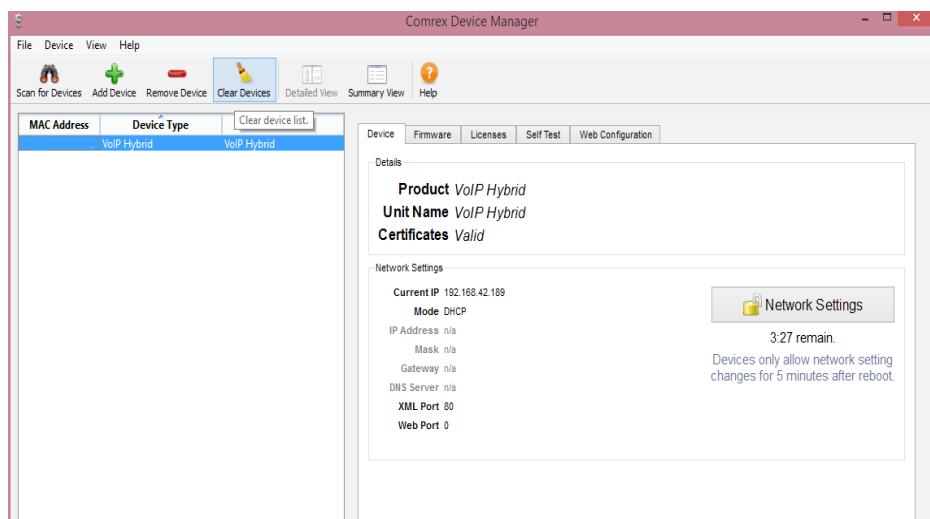 Comrex Device Manager
File Device View Help
Scan for Devices Add Device Remove Device Clear Devices Detailed View Summary View Help
Clear device list.
MAC Address Device Type
VoIP Hybrid VoIP Hybrid
Device Firmware Licenses Self Test Web Configuration
Details
Product VoIP Hybrid
Unit Name VoIP Hybrid
Certificates Valid
Network Settings
Current IP 192.168.42.189
Mode DHCP
IP Address n/a
Mask n/a
Gateway n/a
DNS Server n/a
XML Port 80
Web Port 0
Network Settings
3:27 remain.
Devices only allow network setting
changes for 5 minutes after reboot.